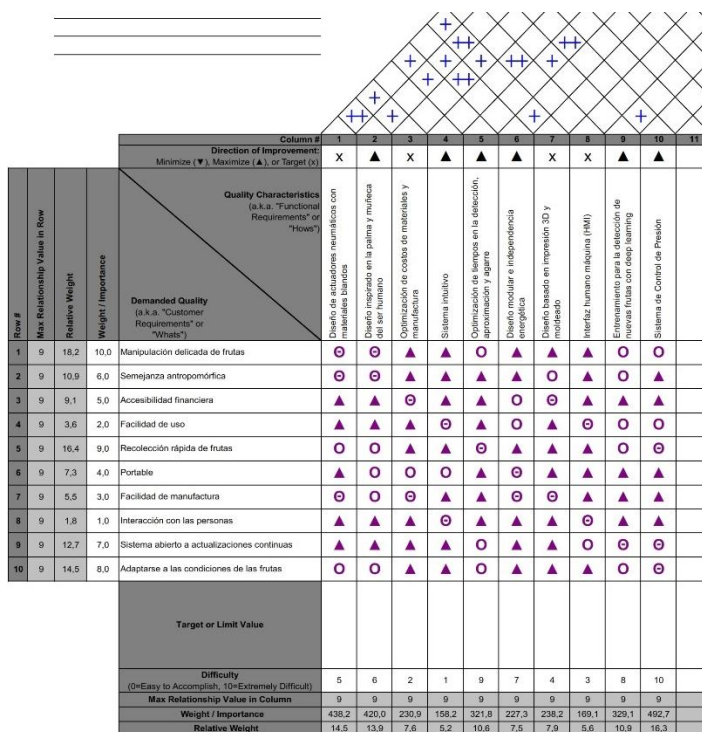 +
++
+ + ++ +
+ ++
+
++ + + +
Column # 1 2 3 4 5 6 7 8 9 10 11
Direction of Improvement:
Minimize (▼), Maximize (▲), or Target (x) x ▲ x ▲ ▲ ▲ x x ▲ ▲
Row #
Max Relationship Value in Row
Relative Weight
Weight / Importance
Quality Characteristics
(a.k.a. "Functional
Requirements" or
"Hows")
Demanded Quality
(a.k.a. "Customer
Requirements" or
"Whats")
Diseño de actuadores neumáticos con
materiales blandos
Diseño inspirado en la palma y muñeca
del ser humano
Optimización de costos de materiales y
manufactura
Sistema intuitivo
Optimización de tiempos en la detección,
aproximación y agarre
Diseño modular e independencia
energética
Diseño basado en impresión 3D y
moldeado
Interfaz humano máquina (HMI)
Entrenamiento para la detección de
nuevas frutas con deep learning
Sistema de Control de Presión
1 9 18,2 10,0 Manipulación delicada de frutas Θ Θ ▲ ▲ Ο ▲ ▲ ▲ Ο Ο
2 9 10,9 6,0 Semejanza antropomórfica Θ Θ ▲ ▲ ▲ ▲ Ο ▲ Ο ▲
3 9 9,1 5,0 Accesibilidad financiera ▲ ▲ Θ ▲ ▲ Ο Θ ▲ ▲ ▲
4 9 3,6 2,0 Facilidad de uso ▲ ▲ ▲ Θ ▲ Ο ▲ Θ Ο Ο
5 9 16,4 9,0 Recolección rápida de frutas Ο Ο ▲ ▲ Θ ▲ ▲ ▲ Ο Θ
6 9 7,3 4,0 Portable ▲ Ο Ο Ο ▲ Θ ▲ ▲ ▲ ▲
7 9 5,5 3,0 Facilidad de manufactura Θ Ο Θ ▲ ▲ Θ Θ ▲ ▲ ▲
8 9 1,8 1,0 Interacción con las personas ▲ ▲ ▲ Θ ▲ ▲ ▲ Θ ▲ ▲
9 9 12,7 7,0 Sistema abierto a actualizaciones continuas ▲ ▲ ▲ ▲ Ο ▲ ▲ Ο Θ Θ
10 9 14,5 8,0 Adaptarse a las condiciones de las frutas Ο Ο ▲ ▲ Ο ▲ ▲ ▲ Ο Θ
Target or Limit Value
Difficulty
(0=Easy to Accomplish, 10=Extremely Difficult) 5 6 2 1 9 7 4 3 8 10
Max Relationship Value in Column 9 9 9 9 9 9 9 9 9 9
Weight / Importance 438,2 420,0 230,9 158,2 321,8 227,3 238,2 169,1 329,1 492,7
Relative Weight 14,5 13,9 7,6 5,2 10,6 7,5 7,9 5,6 10,9 16,3